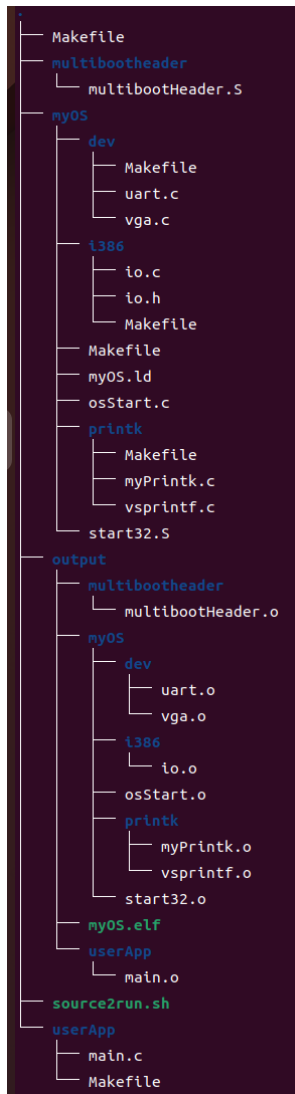 .
Makefile
multibootheader
multibootHeader.S
myOS
dev
Makefile
uart.c
vga.c
i386
io.c
io.h
Makefile
Makefile
myOS.ld
osStart.c
printk
Makefile
myPrintk.c
vsprintf.c
start32.S
output
multibootheader
multibootHeader.o
myOS
dev
uart.o
vga.o
i386
io.o
osStart.o
printk
myPrintk.o
vsprintf.o
start32.o
myOS.elf
userApp
main.o
source2run.sh
userApp
main.c
Makefile